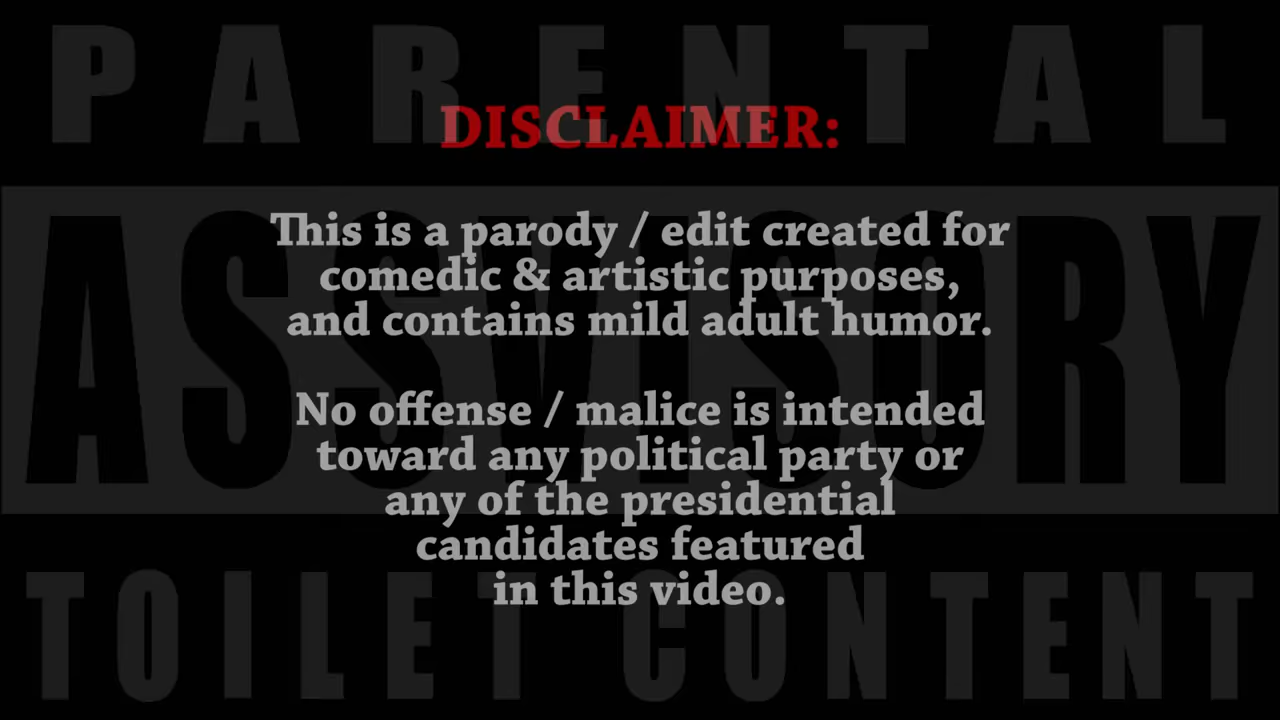 PARENTAL
DISCLAIMER:
ASSVISORY
This is a parody / edit created for
comedic & artistic purposes,
and contains mild adult humor.
No offense / malice is intended
toward any political party or
any of the presidential
candidates featured
in this video.
TOILET CONTENT